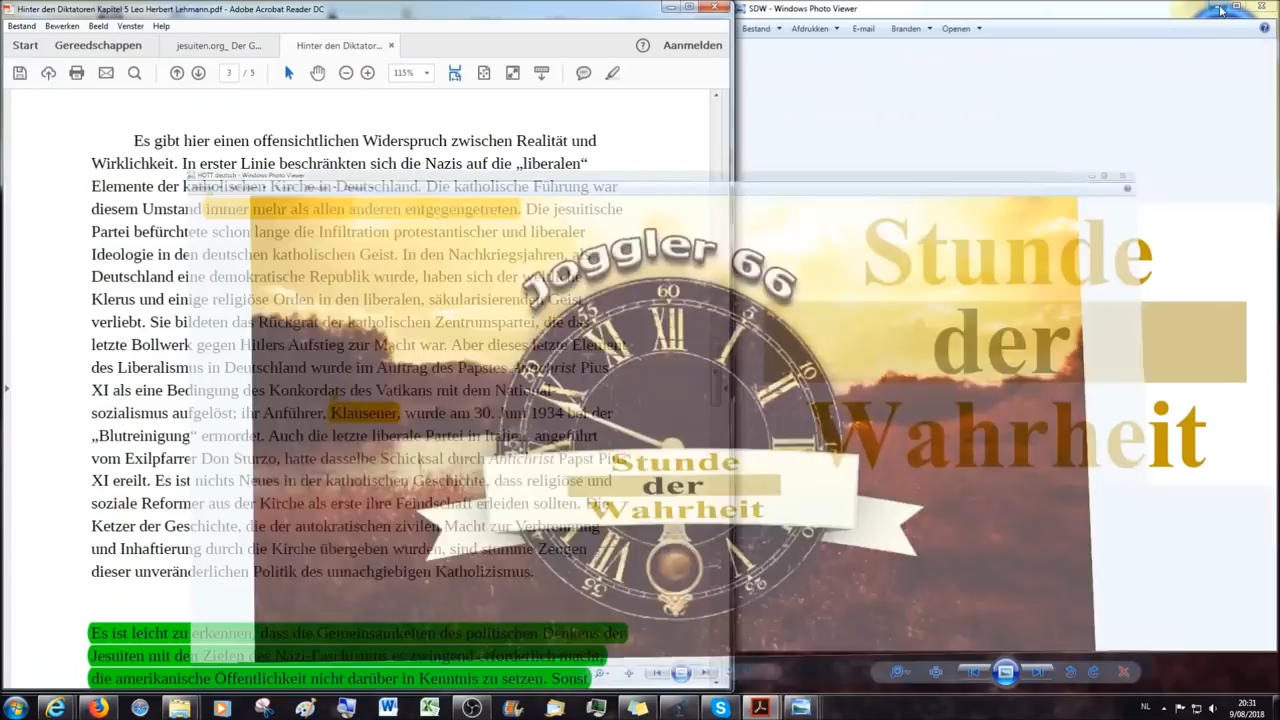 Hinter den Diktatoren Kapitel 5 Leo Herbert Lehmann.pdf - Adobe Acrobat Reader DC
Bestand Bewerken Beeld Venster Help
Start Gereedschappen jesuiten.org_ Der G... Hinter den Diktator... × Aanmelden
3 / 5 115%
Es gibt hier einen offensichtlichen Widerspruch zwischen Realität und
Wirklichkeit. In erster Linie beschränkten sich die Nazis auf die „liberalen“
Elemente der katholischen Kirche in Deutschland. Die katholische Führung war
diesem Umstand immer mehr als allen anderen entgegengetreten. Die jesuitische
Partei befürchtete schon lange die Infiltration protestantischer und liberaler
Ideologie in den deutschen katholischen Geist. In den Nachkriegsjahren, als
Deutschland eine demokratische Republik wurde, haben sich der weltliche
Klerus und einige religiöse Orden in den liberalen, säkularisierenden Geist
verliebt. Sie bildeten das Rückgrat der katholischen Zentrumspartei, die das
letzte Bollwerk gegen Hitlers Aufstieg zur Macht war. Aber dieses letzte Element
des Liberalismus in Deutschland wurde im Auftrag des Papstes Antichrist Pius
XI als eine Bedingung des Konkordats des Vatikans mit dem National-
sozialismus aufgelöst; ihr Anführer, Klausener, wurde am 30. Juni 1934 bei der
„Blutreinigung“ ermordet. Auch die letzte liberale Partei in Italien, angeführt
vom Exilpfarrer Don Sturzo, hatte dasselbe Schicksal durch Antichrist Papst Pius
XI ereilt. Es ist nichts Neues in der katholischen Geschichte, dass religiöse und
soziale Reformer aus der Kirche als erste ihre Feindschaft erleiden sollten. Die
Ketzer der Geschichte, die der autokratischen zivilen Macht zur Verbrennung
und Inhaftierung durch die Kirche übergeben wurden, sind stumme Zeugen
dieser unveränderlichen Politik des unnachgiebigen Katholizismus.
Es ist leicht zu erkennen, dass die Gemeinsamkeiten des politischen Denkens der
Jesuiten mit den Zielen des Nazi-Faschismus es zwingend erforderlich macht,
die amerikanische Öffentlichkeit nicht darüber in Kenntnis zu setzen. Sonst
HOTT deutsch - Windows Photo Viewer
Joggler 66
60
5
10
XII
Stunde
der
Wahrheit
35
25
SDW - Windows Photo Viewer
Bestand Afdrukken E-mail Branden Openen
Stunde
der
Wahrheit
NL
20:31
9/08/2018